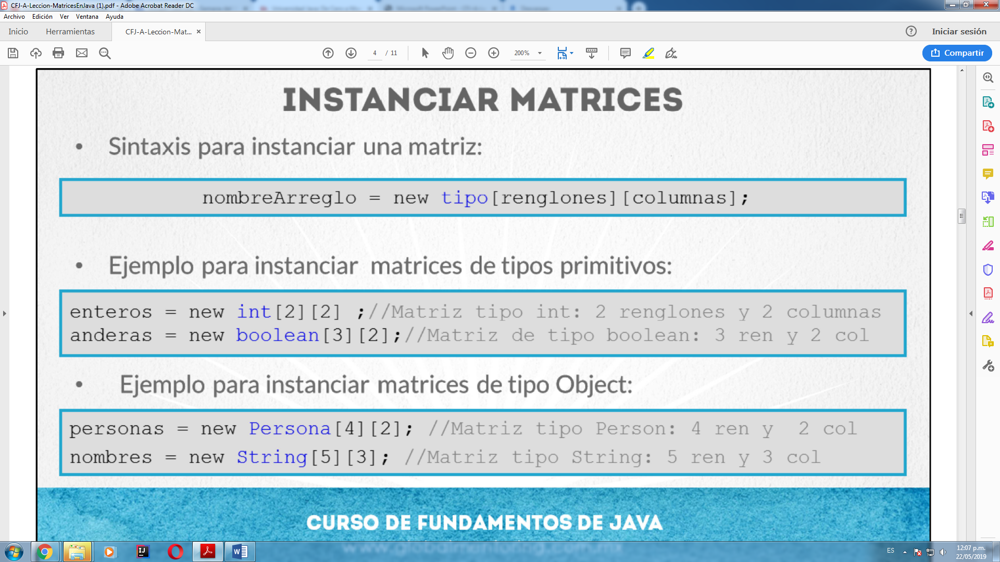 CFJ-A-Leccion-MatricesEnJava (1).pdf - Adobe Acrobat Reader DC
Archivo Edición Ver Ventana Ayuda
Inicio Herramientas CFJ-A-Leccion-Mat... × ? Iniciar sesión
4 / 11 200% Compartir
INSTANCIAR MATRICES
• Sintaxis para instanciar una matriz:
nombreArreglo = new tipo[renglones][columnas];
• Ejemplo para instanciar matrices de tipos primitivos:
enteros = new int[2][2] ;//Matriz tipo int: 2 renglones y 2 columnas
anderas = new boolean[3][2];//Matriz de tipo boolean: 3 ren y 2 col
• Ejemplo para instanciar matrices de tipo Object:
personas = new Persona[4][2]; //Matriz tipo Person: 4 ren y 2 col
nombres = new String[5][3]; //Matriz tipo String: 5 ren y 3 col
CURSO DE FUNDAMENTOS DE JAVA
IJ W ES 12:07 p.m.
22/05/2019